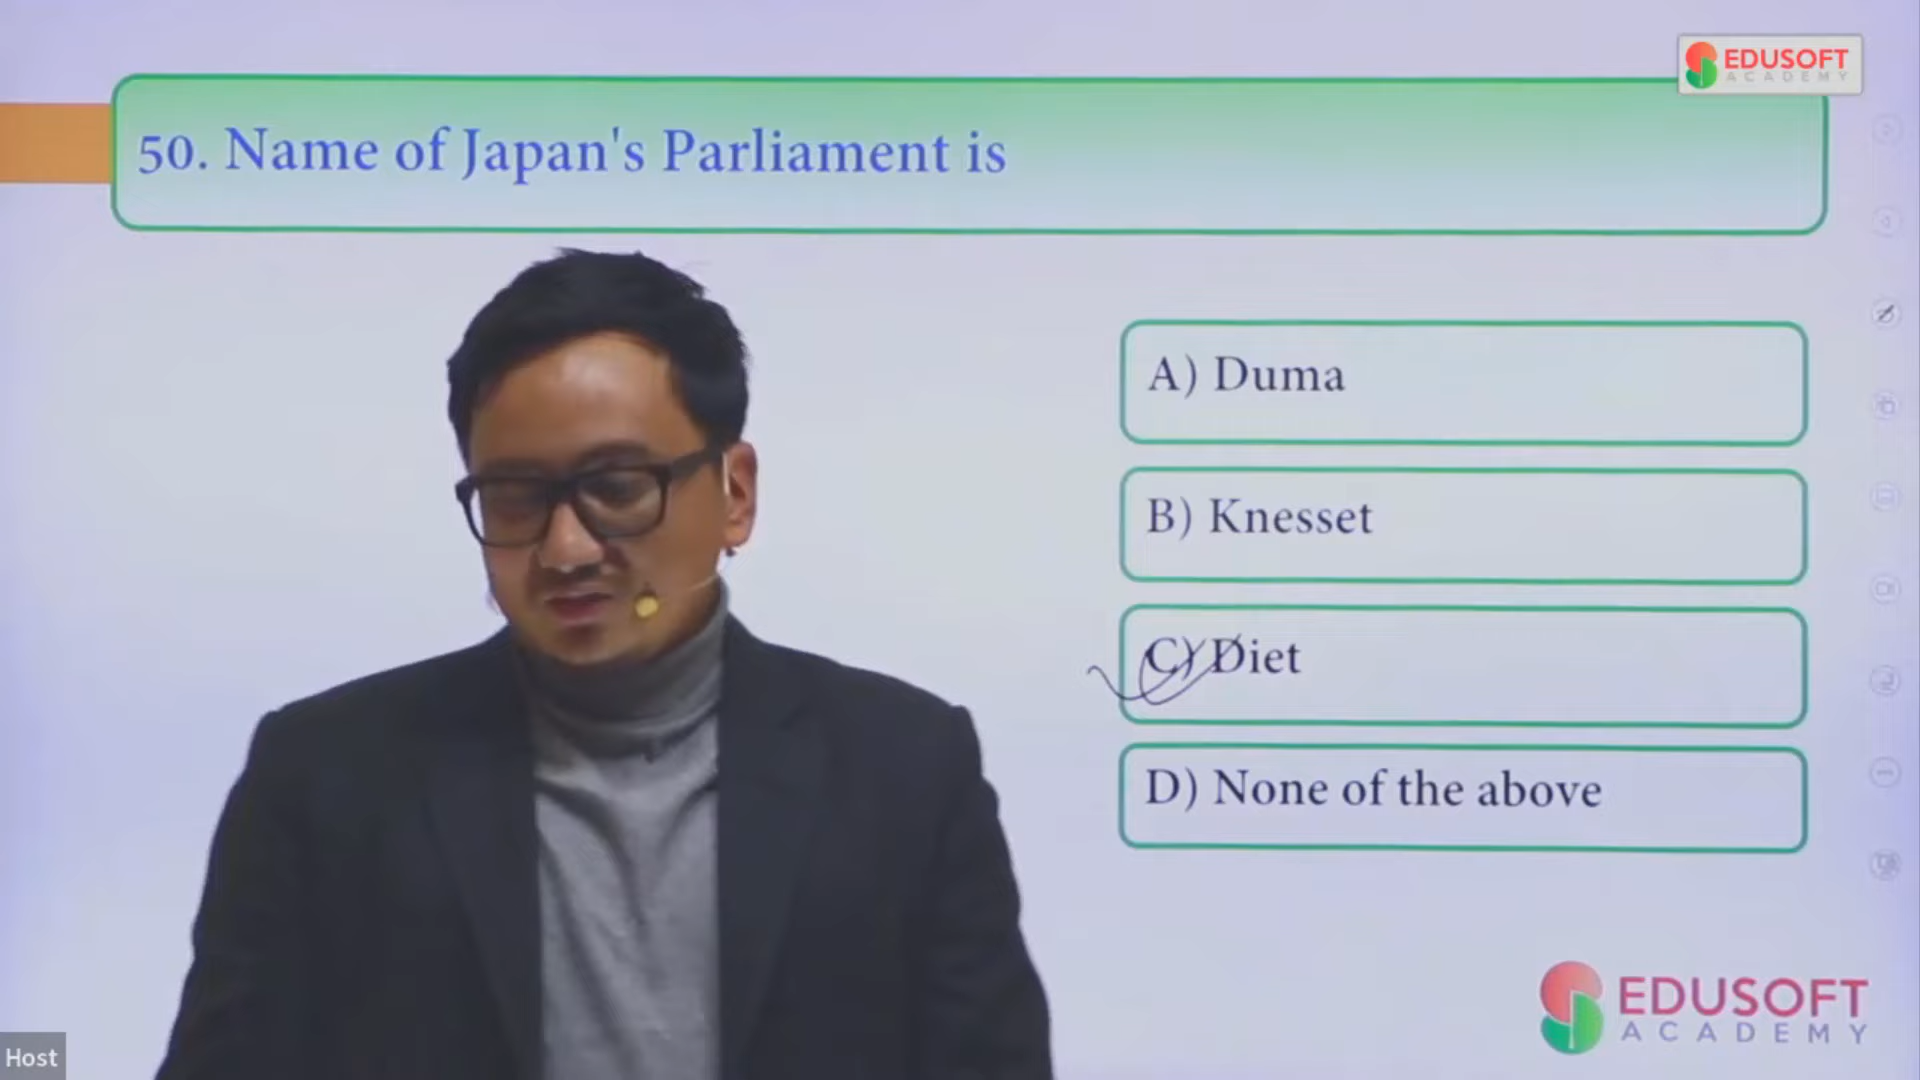 EDUSOFT
ACADEMY
50. Name of Japan's Parliament is
A) Duma
B) Knesset
C) Diet
D) None of the above
EDUSOFT
ACADEMY
Host